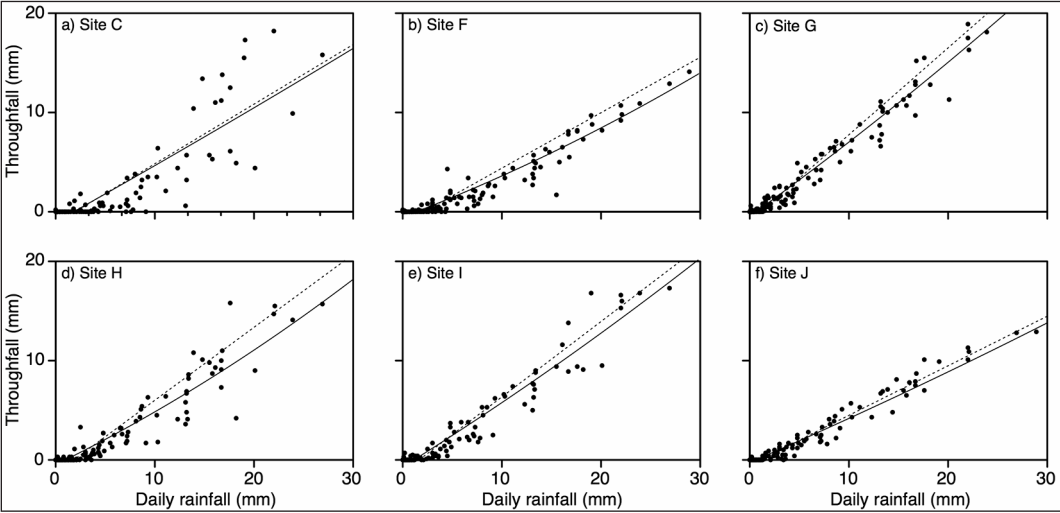 a) Site C
b) Site F
c) Site G
20
10
0
Throughfall (mm)
d) Site H
e) Site I
f) Site J
20
10
0
Throughfall (mm)
0 10 20 30
0 10 20 30
0 10 20 30
Daily rainfall (mm)
Daily rainfall (mm)
Daily rainfall (mm)